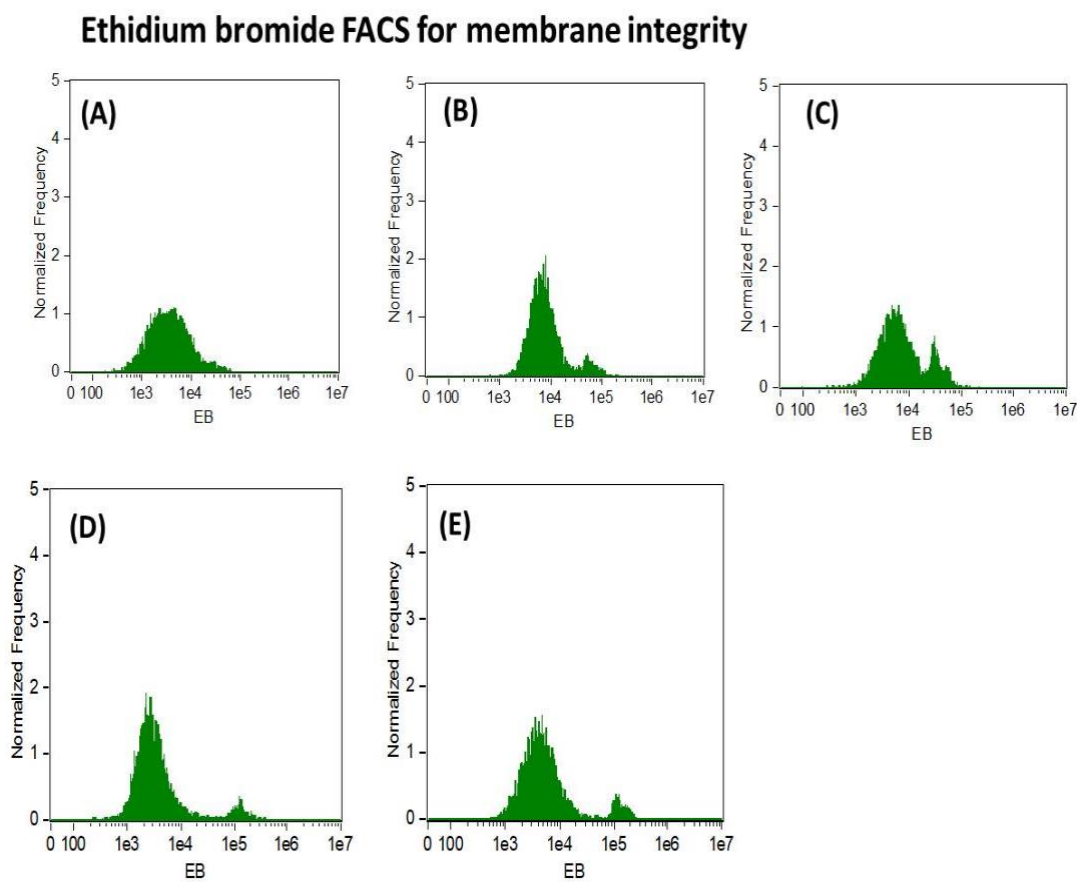 Ethidium bromide FACS for membrane integrity
(A)
Normalized Frequency
5
4
3
2
1
0
0 100 1e3 1e4 1e5 1e6 1e7
EB
(B)
Normalized Frequency
5
4
3
2
1
0
0 100 1e3 1e4 1e5 1e6 1e7
EB
(C)
Normalized Frequency
5
4
3
2
1
0
0 100 1e3 1e4 1e5 1e6 1e7
EB
(D)
Normalized Frequency
5
4
3
2
1
0
0 100 1e3 1e4 1e5 1e6 1e7
EB
(E)
Normalized Frequency
5
4
3
2
1
0
0 100 1e3 1e4 1e5 1e6 1e7
EB